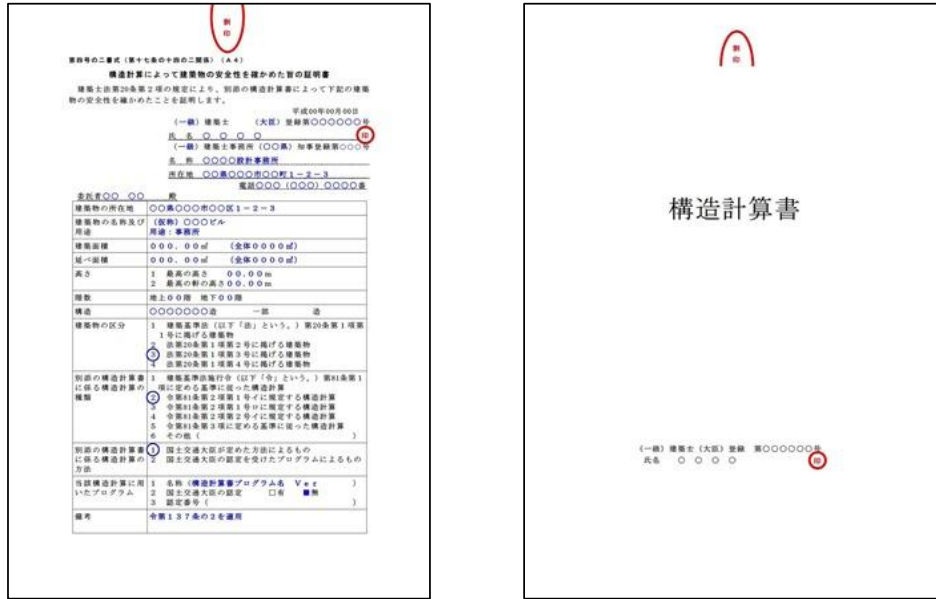 割
印
第四号の二書式（第十七条の十四の二関係）（Ａ４）
構造計算によって建築物の安全性を確かめた旨の証明書
建築士法第20条第２項の規定により、別添の構造計算書によって下記の建築
物の安全性を確かめたことを証明します。
平成00年00月00日
（一級）建築士　（大臣）登録第○○○○○○号
氏 名　○ ○ ○ ○　印
（一級）建築士事務所（○○県）知事登録第○○○号
名 称　○○○○設計事務所
所在地　○○県○○○市○○町１－２－３
電話○○○（○○○）○○○○番
委託者○○ ○○　殿
建築物の所在地　○○県○○○市○○区１－２－３
建築物の名称及び用途　（仮称）○○○ビル
用途：事務所
建築面積　000．00㎡　（全体0000㎡）
延べ面積　000．00㎡　（全体0000㎡）
高さ　1　最高の高さ　00.00m
2　最高の軒の高さ00.00m
階数　地上00階 地下00階
構造　○○○○○○○造　一部　造
建築物の区分　1　建築基準法（以下「法」という。）第20条第１項第
１号に掲げる建築物
2　法第20条第１項第２号に掲げる建築物
3　法第20条第１項第３号に掲げる建築物
4　法第20条第１項第４号に掲げる建築物
別添の構造計算書に係る構造計算の種類　1　建築基準法施行令（以下「令」という。）第81条第１
項に定める基準に従った構造計算
2　令第81条第２項第１号イに規定する構造計算
3　令第81条第２項第１号ロに規定する構造計算
4　令第81条第２項第２号イに規定する構造計算
5　令第81条第３項に定める基準に従った構造計算
6　その他（　　）
別添の構造計算書に係る構造計算の方法　1　国土交通大臣が定めた方法によるもの
2　国土交通大臣の認定を受けたプログラムによるもの
当該構造計算に用いたプログラム　1　名称（構造計算書プログラム名　Ver　）
2　国土交通大臣の認定　□有　■無
3　認定番号（　　）
備考　令第１３７条の２を適用
割
印
構造計算書
（一級）建築士（大臣）登録　第○○○○○○号
氏名　○ ○ ○ ○　印